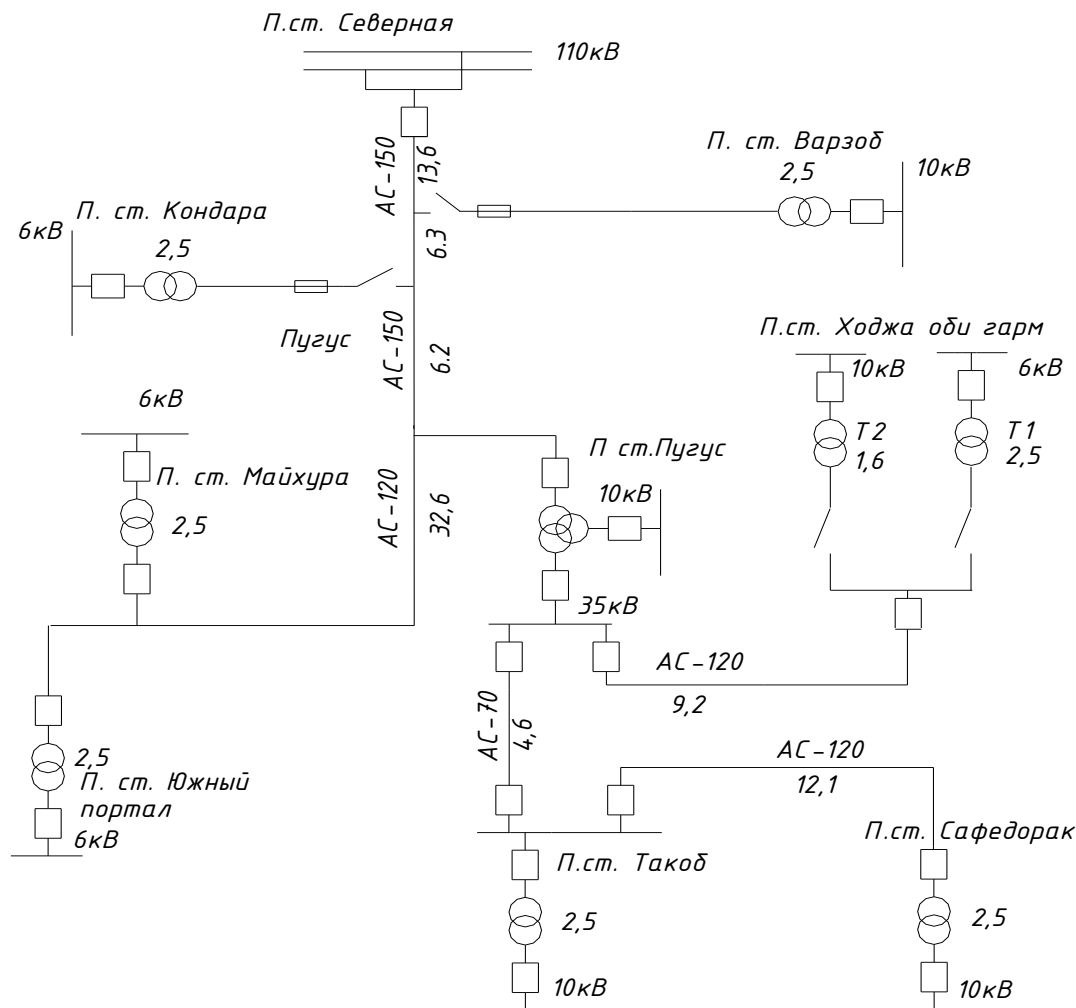 П.ст. Северная
110кВ
АС-150
13,6
П. ст. Варзоб
2,5
10кВ
П. ст. Кондара
6кВ
2,5
6.3
Пугус
АС-150
6.2
П.ст. Ходжа оби гарм
10кВ
6кВ
Т2
1,6
Т1
2,5
6кВ
П. ст. Майхура
2,5
АС-120
32,6
П ст.Пугус
10кВ
35кВ
АС-120
9,2
АС-70
4,6
2,5
П. ст. Южный
портал
6кВ
АС-120
12,1
П.ст. Сафедорак
П.ст. Такоб
2,5
10кВ
2,5
10кВ